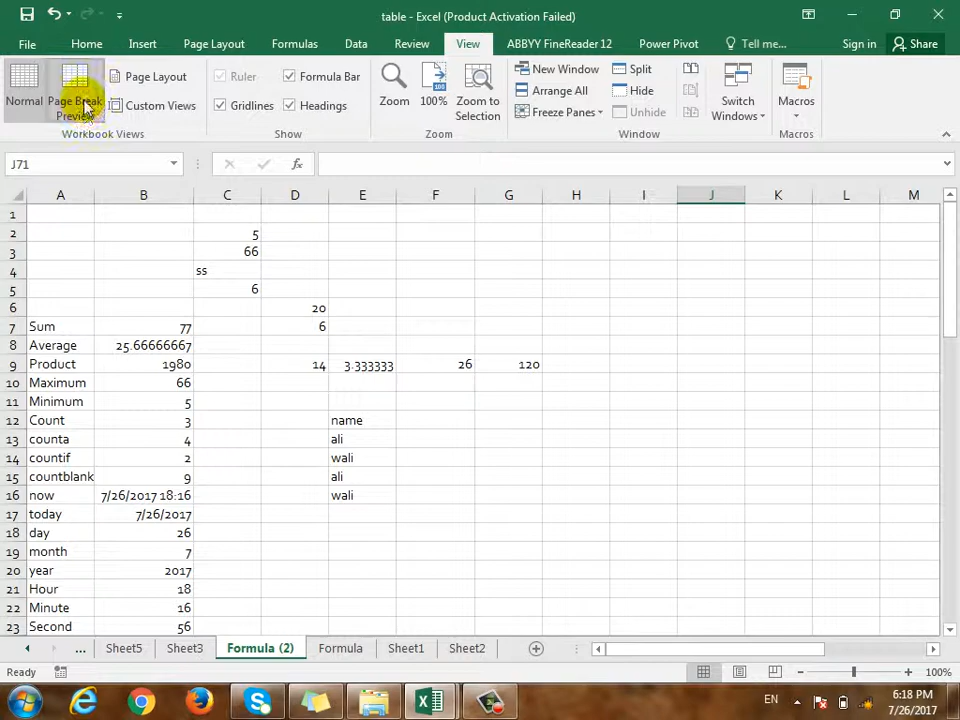 table - Excel (Product Activation Failed)
File Home Insert Page Layout Formulas Data Review View ABBYY FineReader 12 Power Pivot Tell me... Sign in Share
Normal Page Break Preview Page Layout Custom Views Ruler Formula Bar Gridlines Headings Zoom 100% Zoom to Selection New Window Arrange All Freeze Panes Split Hide Unhide Switch Windows Macros
100
Workbook Views Show Zoom Window Macros
J71 fx
A B C D E F G H I J K L M
1
2 5
3 66
4 ss
5 6
6 20
7 Sum 77 6
8 Average 25.66666667
9 Product 1980 14 3.333333 26 120
10 Maximum 66
11 Minimum 5
12 Count 3 name
13 counta 4 ali
14 countif 2 wali
15 countblank 9 ali
16 now 7/26/2017 18:16 wali
17 today 7/26/2017
18 day 26
19 month 7
20 year 2017
21 Hour 18
22 Minute 16
23 Second 56
... Sheet5 Sheet3 Formula (2) Formula Sheet1 Sheet2
Ready 100%
EN 6:18 PM
7/26/2017